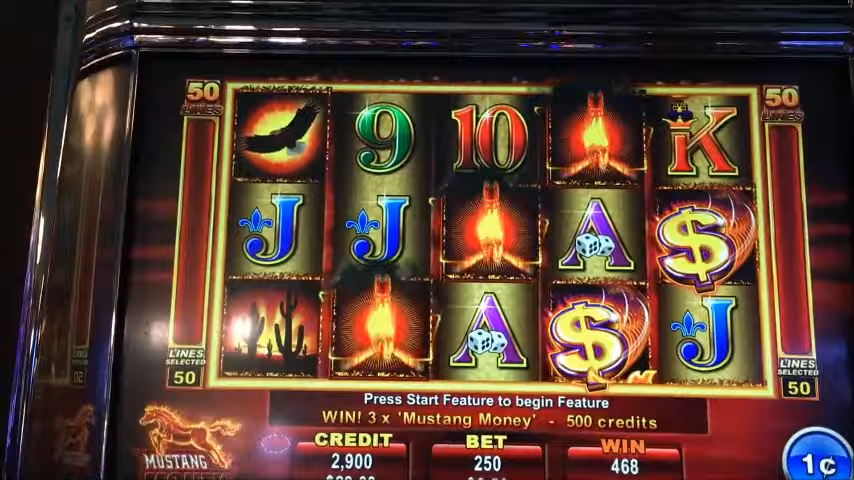 50 50
LINES LINES
9 10 K
J J A $
A $ J
LINES LINES
SELECTED SELECTED
50 50
Press Start Feature to begin Feature
WIN! 3 x 'Mustang Money' - 500 credits
CREDIT BET WIN
2,900 250 468
MUSTANG
MONEY
1¢